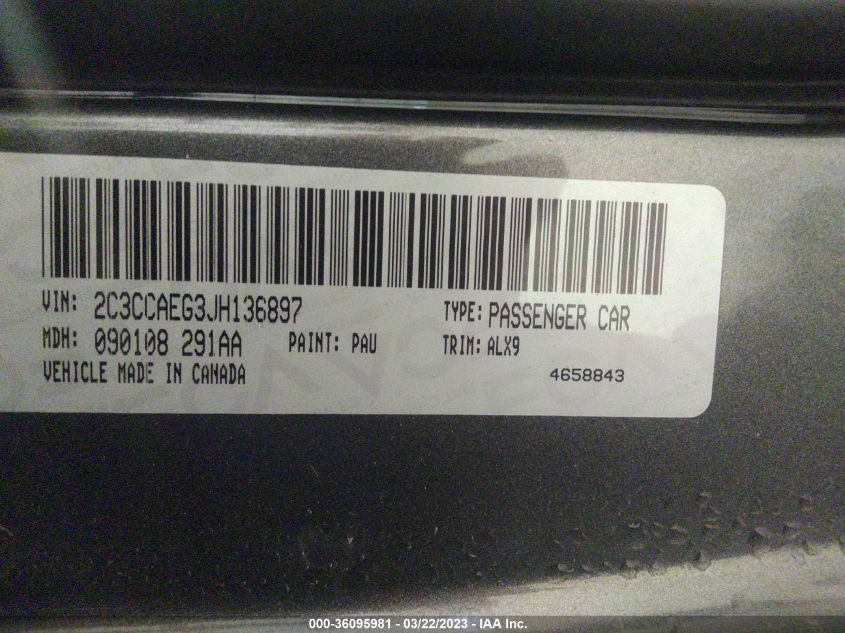 VIN: 2C3CCAEG3JH136897 TYPE: PASSENGER CAR
MDH: 090108 291AA PAINT: PAU TRIM: ALX9
VEHICLE MADE IN CANADA 4658843
000-36095981 - 03/22/2023 - IAA Inc.